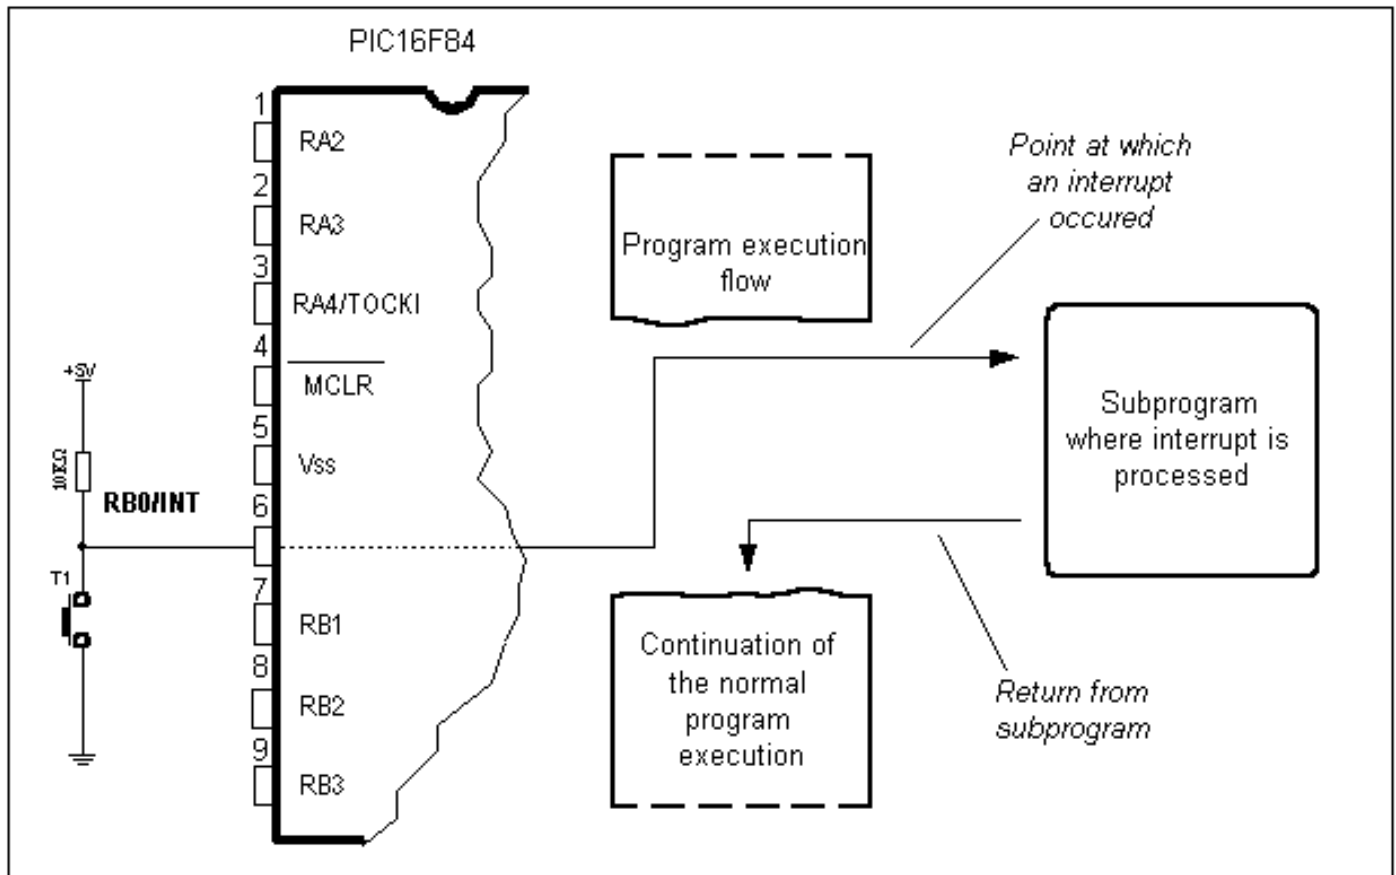 PIC16F84
1
RA2
2
RA3
3
RA4/TOCKI
4
MCLR
5
Vss
6
7
RB1
8
RB2
9
RB3
+5V
10KΩ
RB0/INT
T1
Program execution
flow
Point at which
an interrupt
occured
Subprogram
where interrupt is
processed
Continuation of
the normal
program
execution
Return from
subprogram